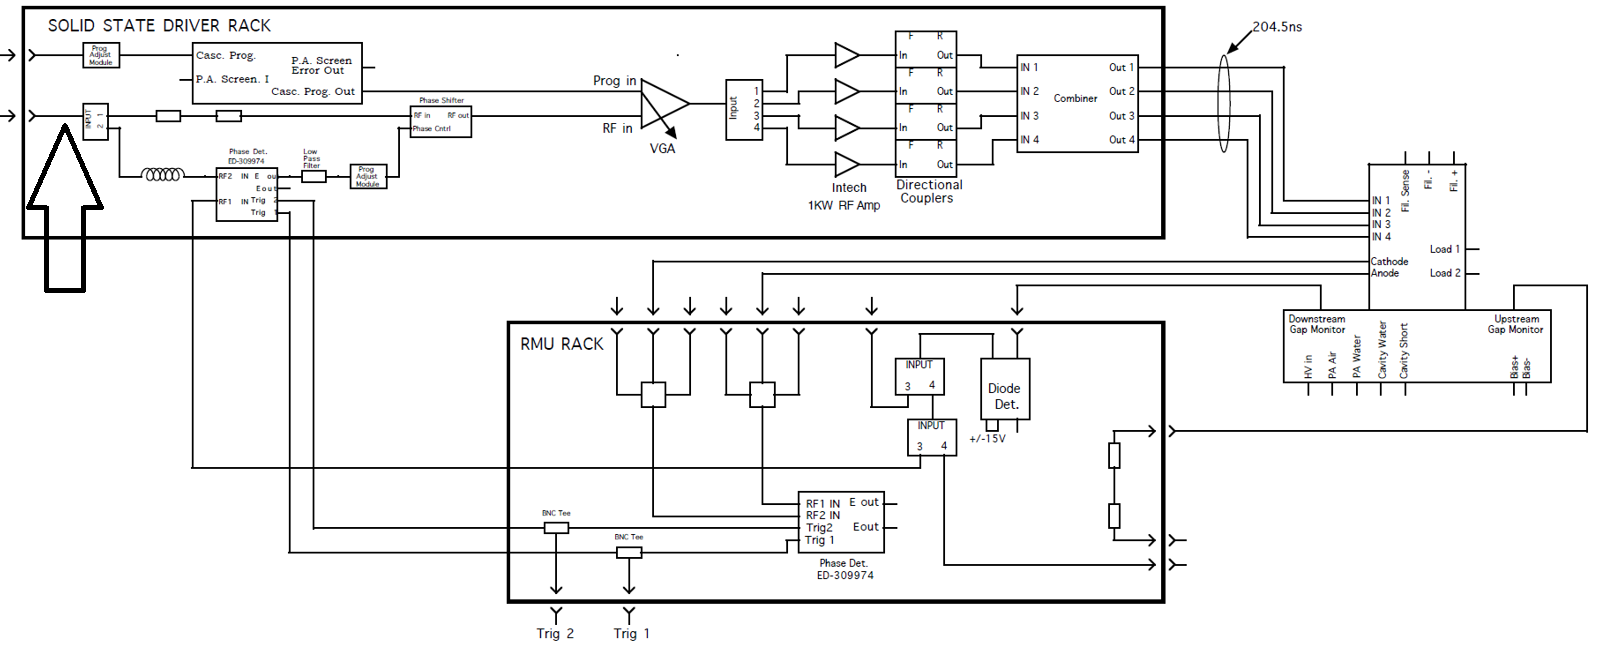 SOLID STATE DRIVER RACK
204.5ns
Prog
Adjust
Module
Casc. Prog.
P.A. Screen
Error Out
P.A. Screen. I
Casc. Prog. Out
INPUT
1
2
Phase Shifter
RF in
RF out
Phase Cntrl
Prog in
RF in
VGA
Input
1
2
3
4
Intech
1KW RF Amp
F R
In Out
F R
In Out
F R
In Out
F R
In Out
Directional
Couplers
IN 1
IN 2
IN 3
IN 4
Combiner
Out 1
Out 2
Out 3
Out 4
Phase Det.
ED-309974
RF2 IN
E ou
Eout
RF1 IN
Trig 2
Trig
Low
Pass
Filter
Prog
Adjust
Module
Fil. Sense
Fil. -
Fil. +
IN 1
IN 2
IN 3
IN 4
Cathode
Anode
Load 1
Load 2
Downstream
Gap Monitor
Upstream
Gap Monitor
HV in
PA Air
PA Water
Cavity Water
Cavity Short
Bias+
Bias-
RMU RACK
INPUT
3 4
INPUT
3 4
Diode
Det.
+/-15V
RF1 IN E out
RF2 IN
Trig2 Eout
Trig 1
Phase Det.
ED-309974
BNC Tee
BNC Tee
Trig 2
Trig 1